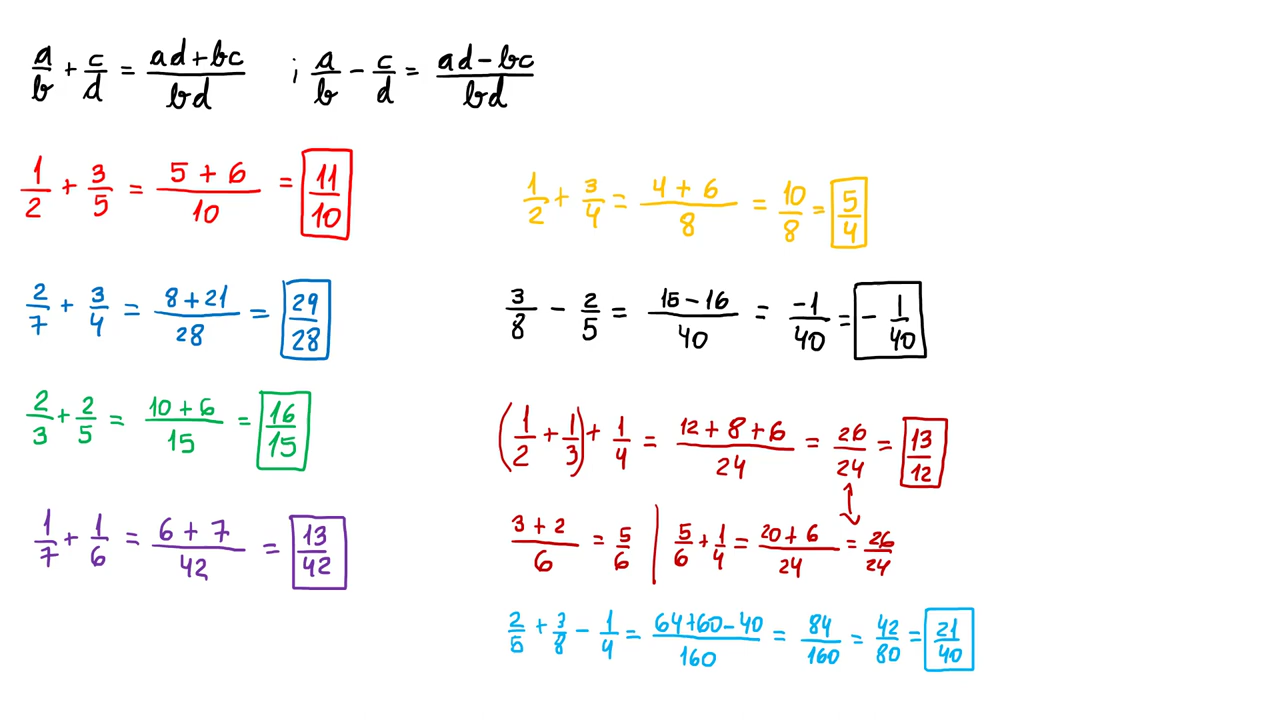 a/b + c/d = (ad+bc)/bd ; a/b - c/d = (ad-bc)/bd
1/2 + 3/5 = (5+6)/10 = 11/10
2/7 + 3/4 = (8+21)/28 = 29/28
2/3 + 2/5 = (10+6)/15 = 16/15
1/7 + 1/6 = (6+7)/42 = 13/42
1/2 + 3/4 = (4+6)/8 = 10/8 = 5/4
3/8 - 2/5 = (15-16)/40 = -1/40 = - 1/40
(1/2 + 1/3) + 1/4 = (12+8+6)/24 = 26/24 = 13/12
(3+2)/6 = 5/6 | 5/6 + 1/4 = (20+6)/24 = 26/24
2/5 + 3/8 - 1/4 = (64+60-40)/160 = 84/160 = 42/80 = 21/40